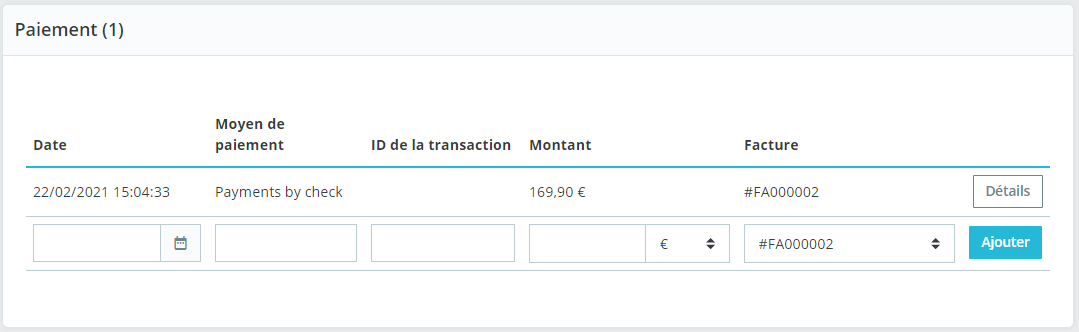 Paiement (1)
Date
Moyen de
paiement
ID de la transaction
Montant
Facture
22/02/2021 15:04:33
Payments by check
169,90 €
#FA000002
Détails
€
#FA000002
Ajouter